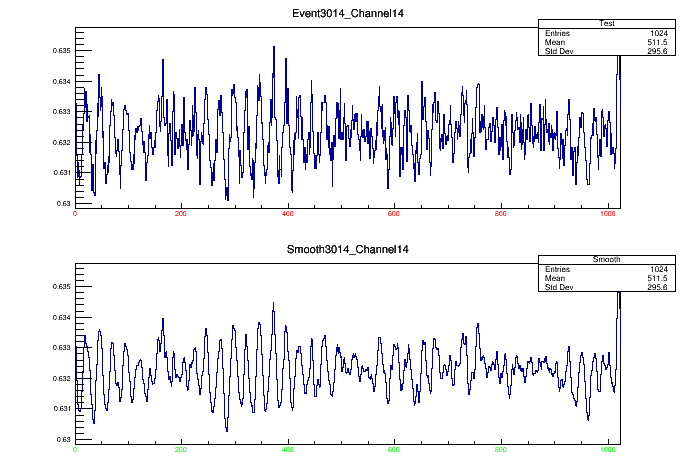 Event3014_Channel14
Test
Entries 1024
Mean 511.5
Std Dev 295.6
0.635
0.634
0.633
0.632
0.631
0.63
0 200 400 600 800 1000
Smooth3014_Channel14
Smooth
Entries 1024
Mean 511.5
Std Dev 295.6
0.635
0.634
0.633
0.632
0.631
0.63
0 200 400 600 800 1000